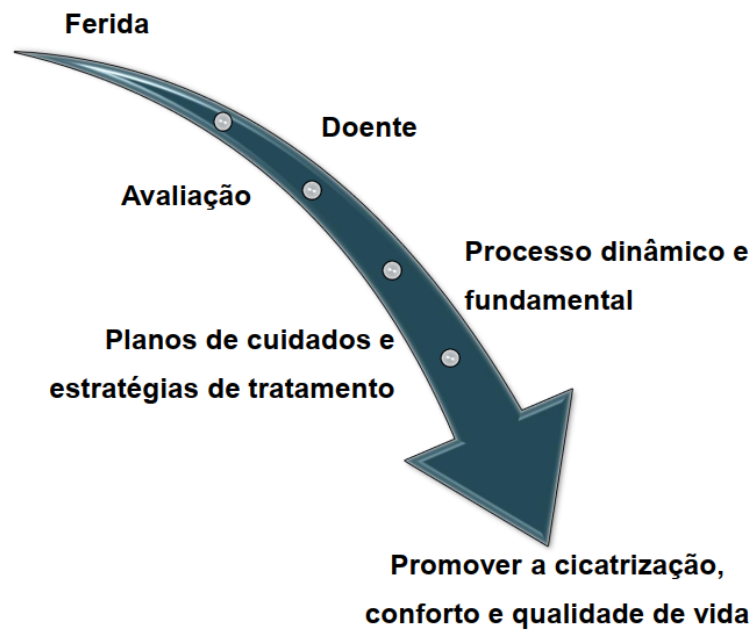 Ferida
Doente
Avaliação
Processo dinâmico e
fundamental
Planos de cuidados e
estratégias de tratamento
Promover a cicatrização,
conforto e qualidade de vida